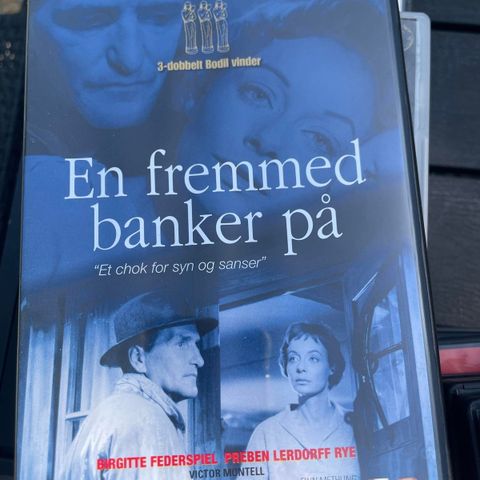 3-dobbelt Bodil vinder
En fremmed
banker på
"Et chok for syn og sanser"
BIRGITTE FEDERSPIEL PREBEN LERDORFF RYE
VICTOR MONTELL